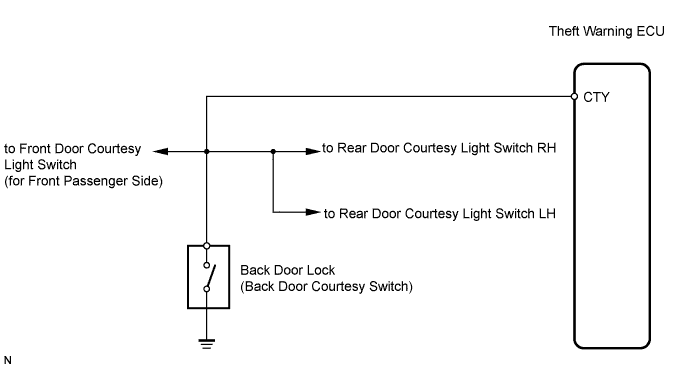 Theft Warning ECU
CTY
to Front Door Courtesy
Light Switch
(for Front Passenger Side)
to Rear Door Courtesy Light Switch RH
to Rear Door Courtesy Light Switch LH
Back Door Lock
(Back Door Courtesy Switch)
N